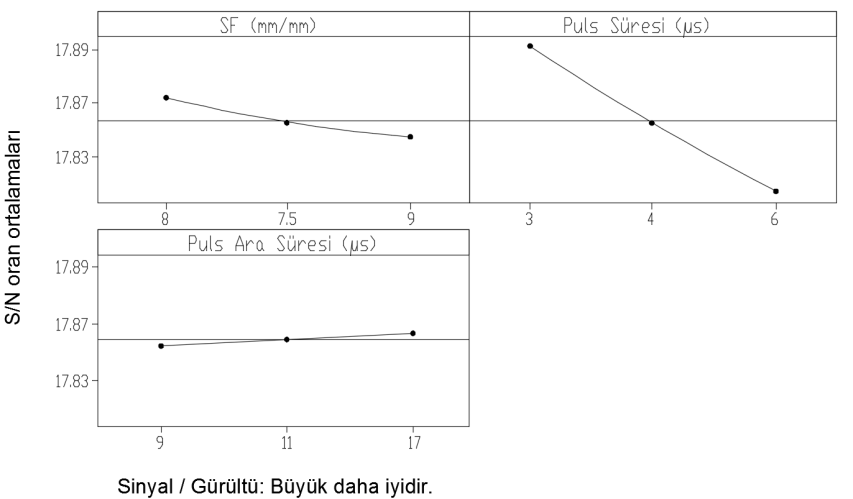 SF (mm/mm)
Puls Süresi (µs)
17.89
17.87
17.83
8 7.5 9
3 4 6
Puls Ara Süresi (µs)
17.89
17.87
17.83
9 11 17
S/N oran ortalamaları
Sinyal / Gürültü: Büyük daha iyidir.